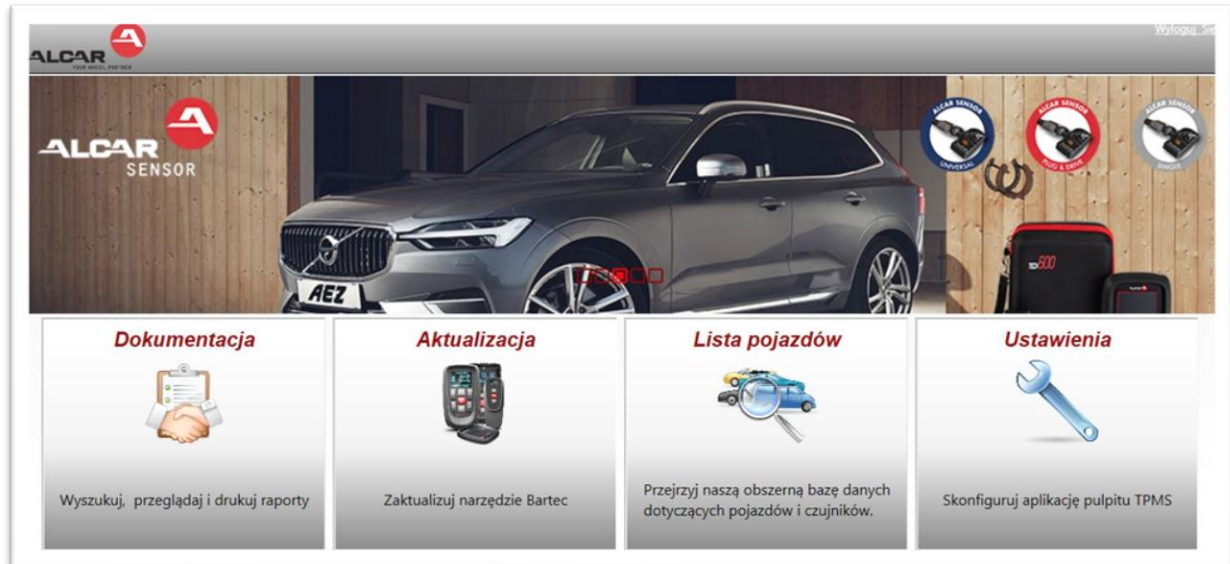 Wyloguj Się
ALCAR
YOUR WHEEL PARTNER
ALCAR
SENSOR
ALCAR SENSOR
UNIVERSAL
ALCAR SENSOR
PLUG & DRIVE
ALCAR SENSOR
SINGLE
AEZ
600
Dokumentacja
Aktualizacja
Lista pojazdów
Ustawienia
Wyszukuj, przeglądaj i drukuj raporty
Zaktualizuj narzędzie Bartec
Przejrzyj naszą obszerną bazę danych
dotyczących pojazdów i czujników.
Skonfiguruj aplikację pulpitu TPMS